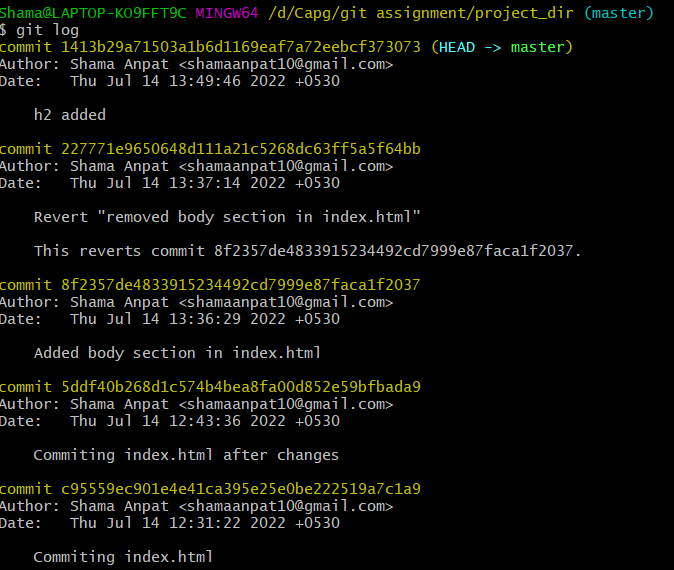 Shama@LAPTOP-KO9FFT9C MINGW64 /d/Capg/git assignment/project_dir (master)
$ git log
commit 1413b29a71503a1b6d1169eaf7a72eebcf373073 (HEAD -> master)
Author: Shama Anpat <shamaanpat10@gmail.com>
Date:   Thu Jul 14 13:49:46 2022 +0530
    h2 added
commit 227771e9650648d111a21c5268dc63ff5a5f64bb
Author: Shama Anpat <shamaanpat10@gmail.com>
Date:   Thu Jul 14 13:37:14 2022 +0530
    Revert "removed body section in index.html"
    This reverts commit 8f2357de4833915234492cd7999e87faca1f2037.
commit 8f2357de4833915234492cd7999e87faca1f2037
Author: Shama Anpat <shamaanpat10@gmail.com>
Date:   Thu Jul 14 13:36:29 2022 +0530
    Added body section in index.html
commit 5ddf40b268d1c574b4bea8fa00d852e59bfbada9
Author: Shama Anpat <shamaanpat10@gmail.com>
Date:   Thu Jul 14 12:43:36 2022 +0530
    Commiting index.html after changes
commit c95559ec901e4e41ca395e25e0be222519a7c1a9
Author: Shama Anpat <shamaanpat10@gmail.com>
Date:   Thu Jul 14 12:31:22 2022 +0530
    Commiting index.html